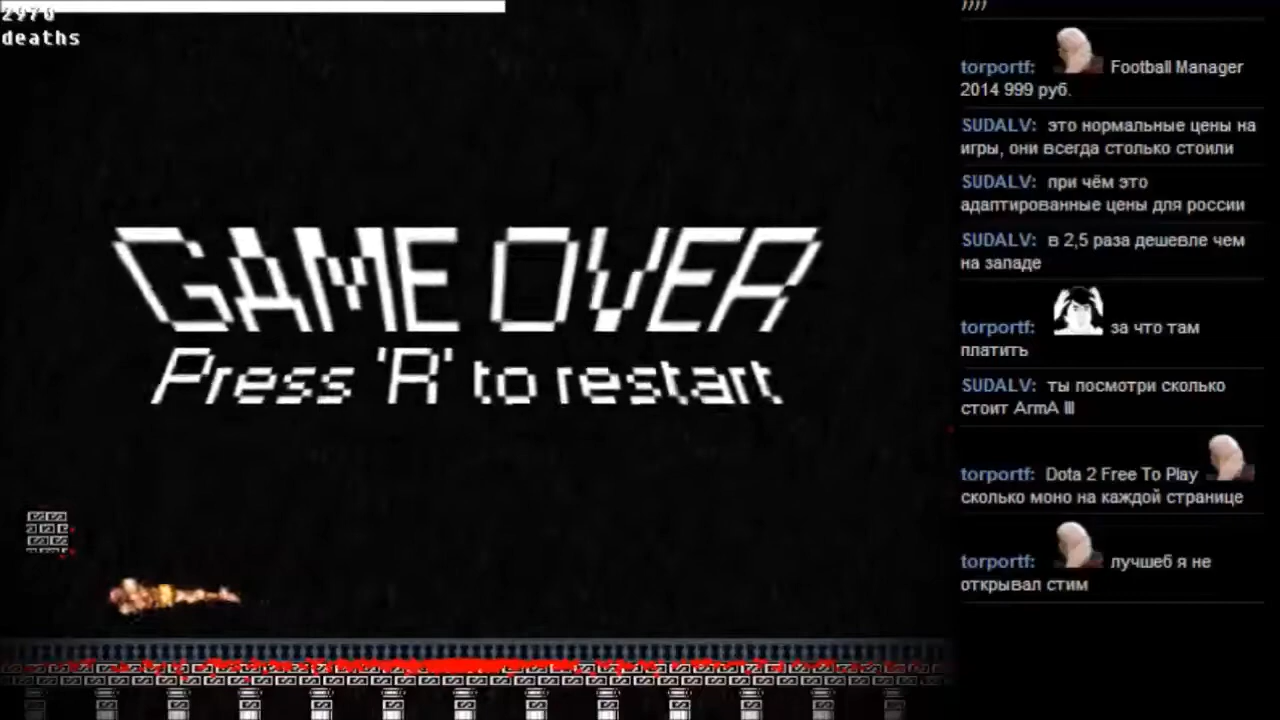 2970
deaths
GAME OVER
Press 'R' to restart
))))
torportf: Football Manager
2014 999 руб.
SUDALV: это нормальные цены на
игры, они всегда столько стоили
SUDALV: при чём это
адаптированные цены для россии
SUDALV: в 2,5 раза дешевле чем
на западе
torportf: за что там
платить
SUDALV: ты посмотри сколько
стоит ArmA III
torportf: Dota 2 Free To Play
сколько моно на каждой странице
torportf: лучшеб я не
открывал стим